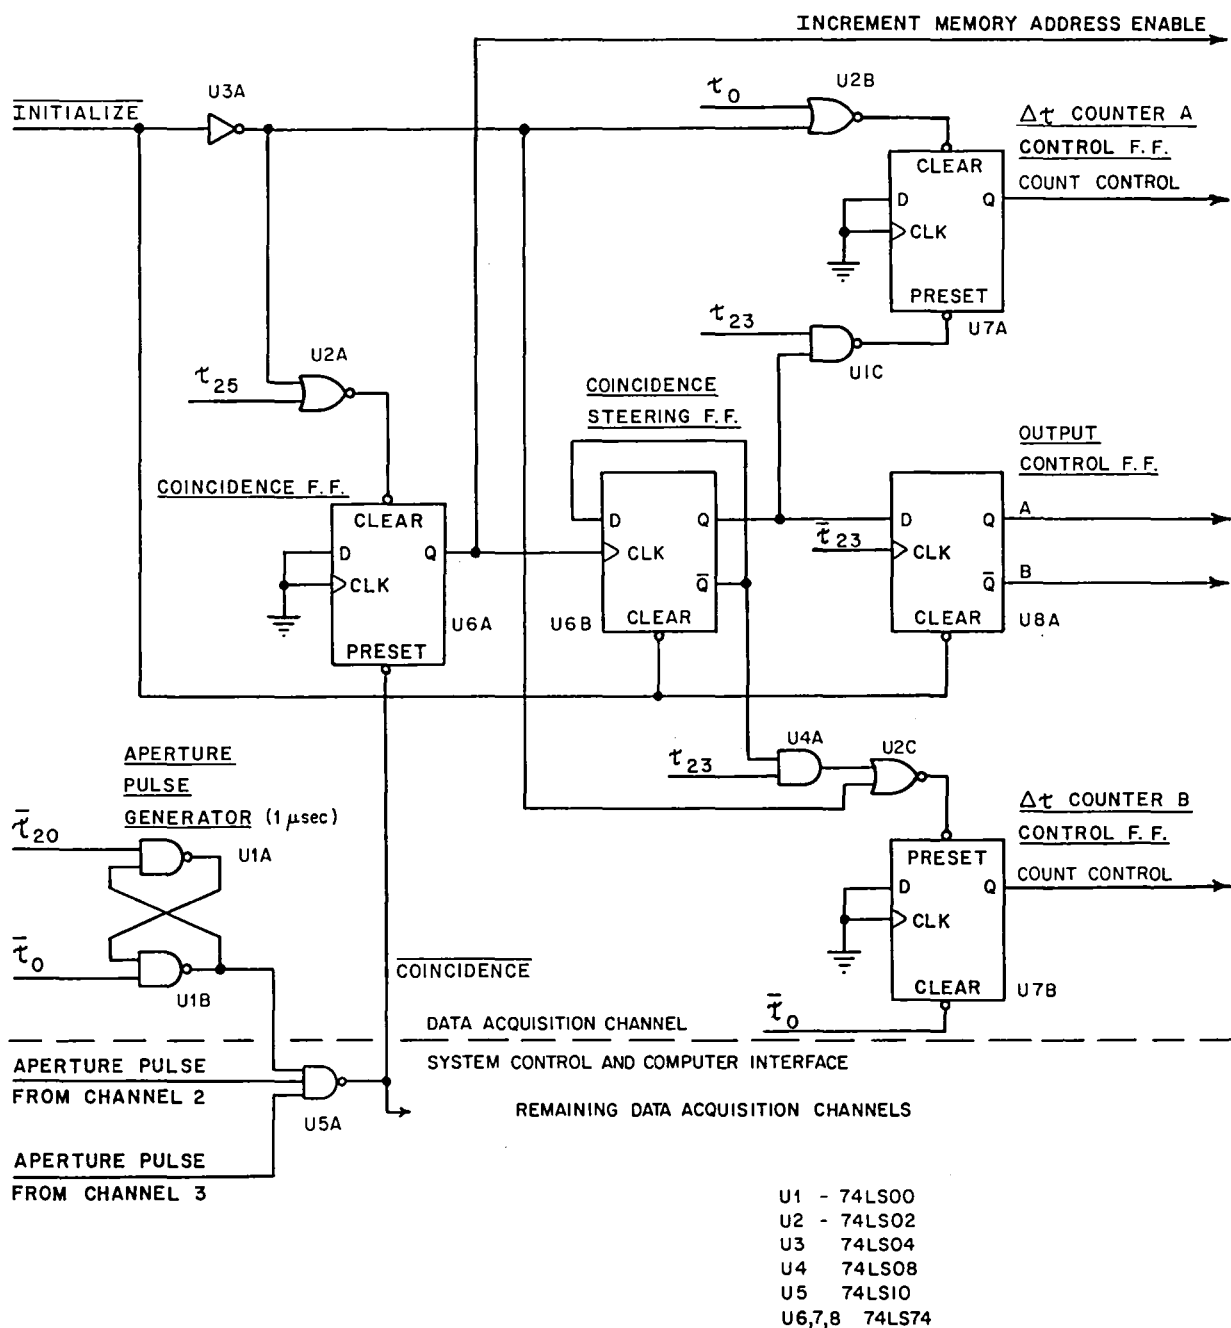 INCREMENT MEMORY ADDRESS ENABLE
U3A
U2B
INITIALIZE
τ0
Δτ COUNTER A
CONTROL F.F.
COUNT CONTROL
CLEAR
D
Q
CLK
PRESET
U7A
τ23
U1C
U2A
τ25
COINCIDENCE
STEERING F.F.
OUTPUT
CONTROL F.F.
COINCIDENCE F.F.
CLEAR
D
Q
CLK
PRESET
U6A
D
Q
CLK
Q̅
CLEAR
U6B
D
Q
A
τ̅23
CLK
Q̅
B
CLEAR
U8A
U4A
U2C
τ23
APERTURE
PULSE
GENERATOR (1 μsec)
τ̅20
U1A
τ̅0
U1B
COINCIDENCE
Δτ COUNTER B
CONTROL F.F.
COUNT CONTROL
PRESET
D
Q
CLK
CLEAR
U7B
τ̅0
DATA ACQUISITION CHANNEL
SYSTEM CONTROL AND COMPUTER INTERFACE
APERTURE PULSE
FROM CHANNEL 2
U5A
REMAINING DATA ACQUISITION CHANNELS
APERTURE PULSE
FROM CHANNEL 3
U1 - 74LS00
U2 - 74LS02
U3 74LS04
U4 74LS08
U5 74LS10
U6,7,8 74LS74